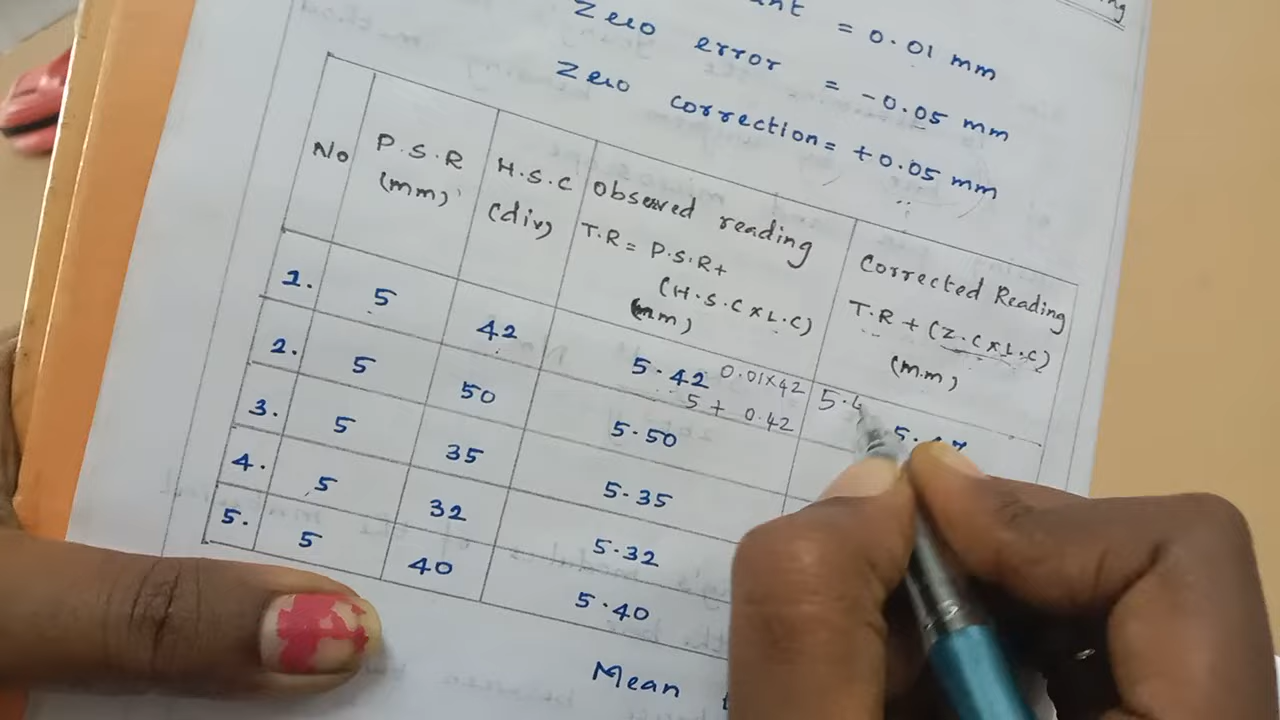 = 0.01 mm
Zero error = -0.05 mm
Zero correction = +0.05 mm
No
P.S.R
(mm)
H.S.C
(div)
Observed reading
T.R = P.S.R +
(H.S.C x L.C)
(mm)
Corrected Reading
T.R + (Z.C x L.C)
(mm)
1. 5 42 5.42 0.01x42
5 + 0.42
5.4
2. 5 50 5.50
3. 5 35 5.35
4. 5 32 5.32
5. 5 40 5.40
Mean